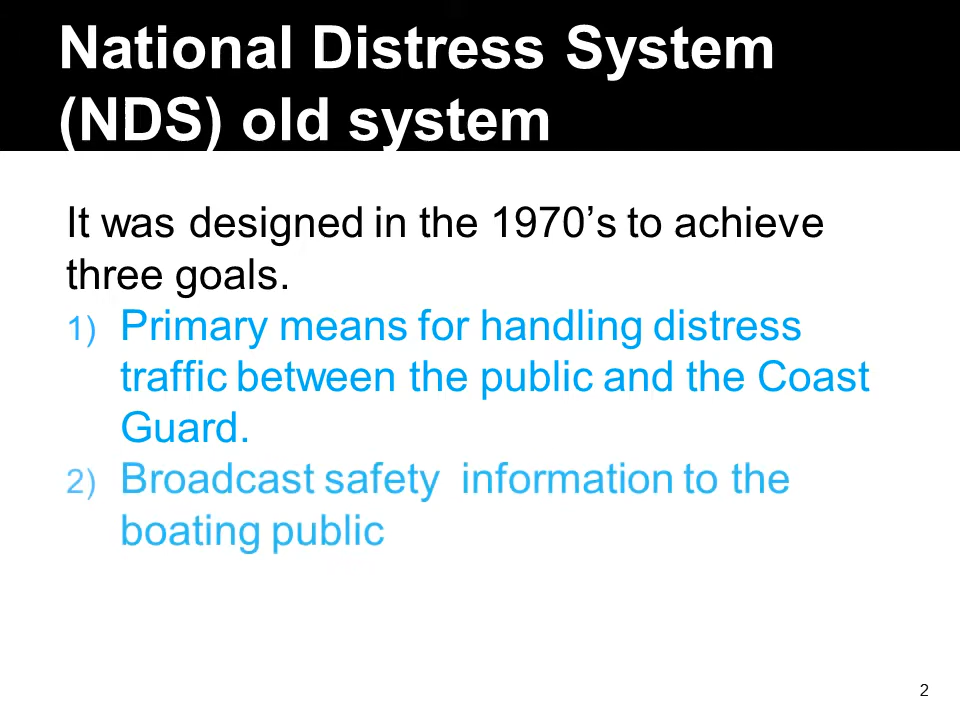 National Distress System
(NDS) old system
It was designed in the 1970’s to achieve
three goals.
1) Primary means for handling distress
traffic between the public and the Coast
Guard.
2) Broadcast safety  information to the
boating public
2